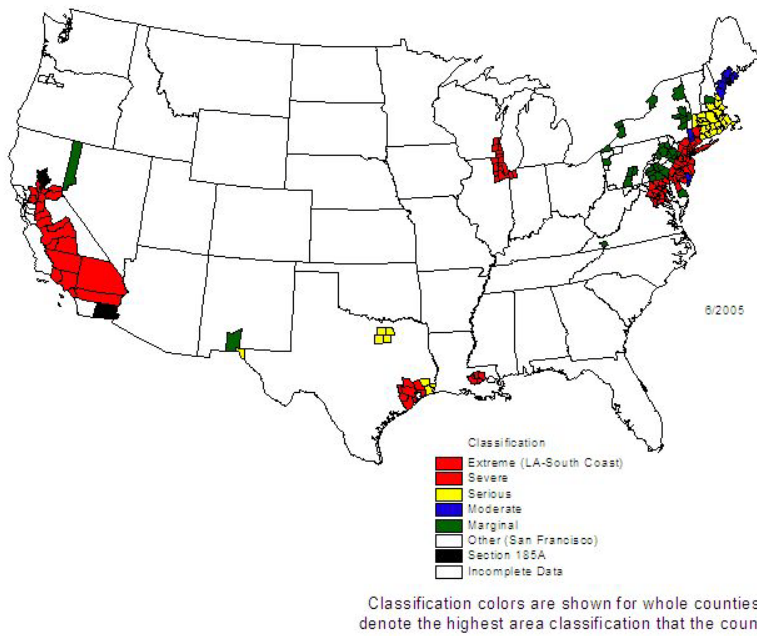 6/2005
Classification
Extreme (LA-South Coast)
Severe
Serious
Moderate
Marginal
Other (San Francisco)
Section 185A
Incomplete Data
Classification colors are shown for whole counties
denote the highest area classification that the coun